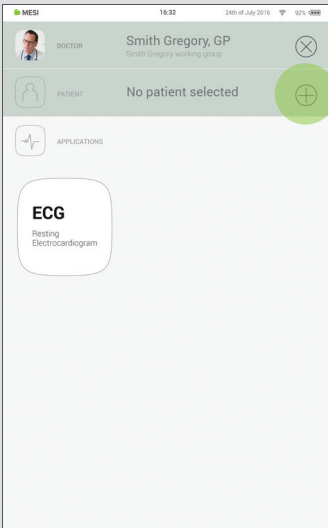 MESI 16:32 24th of July 2016 92%
DOCTOR Smith Gregory, GP
Smith Gregory working group
PATIENT No patient selected
APPLICATIONS
ECG
Resting
Electrocardiogram